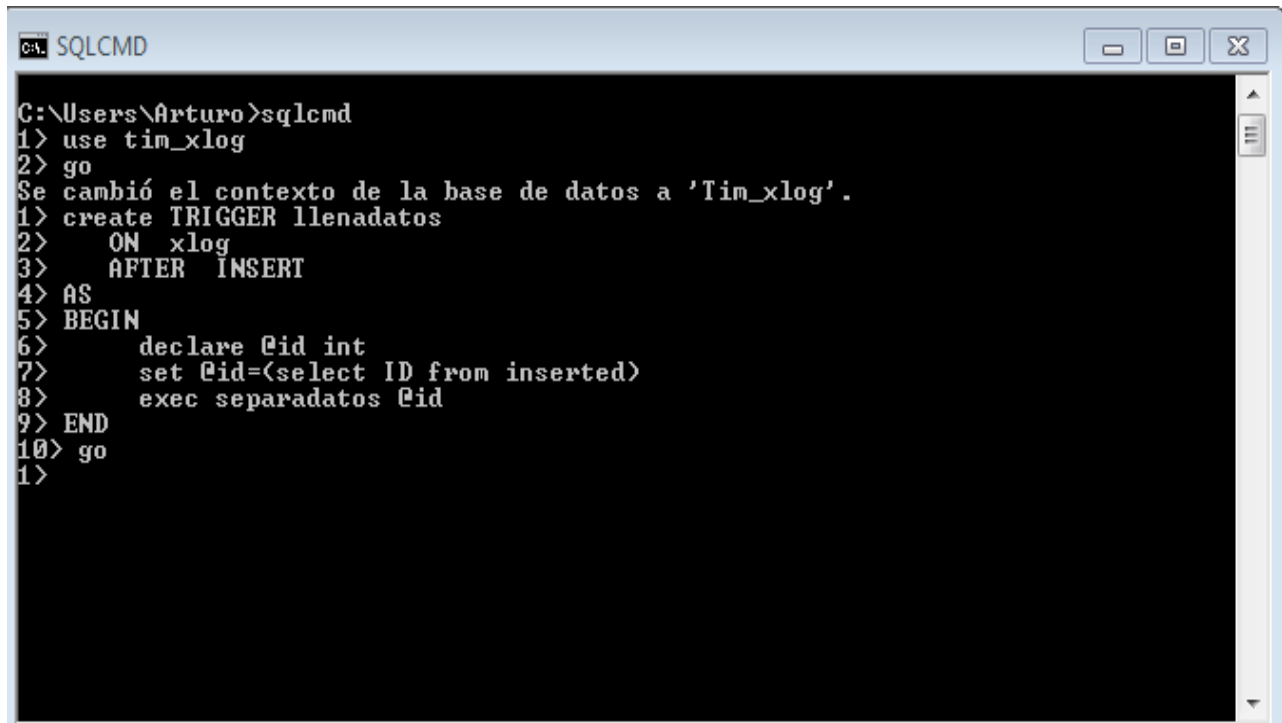 SQLCMD
C:\Users\Arturo>sqlcmd
1> use tim_xlog
2> go
Se cambió el contexto de la base de datos a 'Tim_xlog'.
1> create TRIGGER llenadatos
2>    ON  xlog
3>    AFTER  INSERT
4> AS
5> BEGIN
6>      declare @id int
7>      set @id=(select ID from inserted)
8>      exec separadatos @id
9> END
10> go
1>